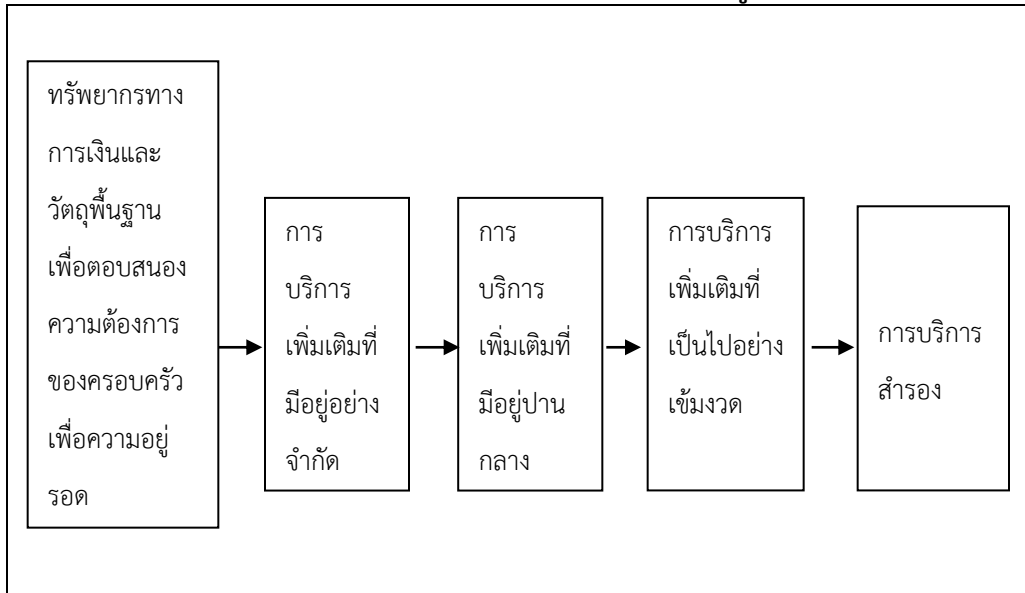 ทรัพยากรทาง
การเงินและ
วัตถุพื้นฐาน
เพื่อตอบสนอง
ความต้องการ
ของครอบครัว
เพื่อความอยู่
รอด
การ
บริการ
เพิ่มเติมที่
มีอยู่อย่าง
จำกัด
การ
บริการ
เพิ่มเติมที่
มีอยู่ปาน
กลาง
การบริการ
เพิ่มเติมที่
เป็นไปอย่าง
เข้มงวด
การบริการ
สำรอง